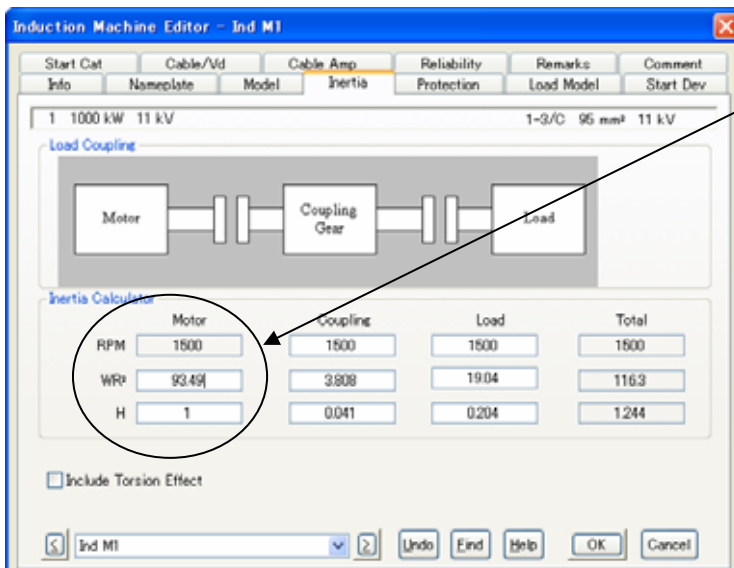 Induction Machine Editor - Ind M1
Start Cat Cable/Vd Cable Amp Reliability Remarks Comment
Info Nameplate Model Inertia Protection Load Model Start Dev
1 1000 kW 11 kV 1-3/C 95 mm² 11 kV
Load Coupling
Motor Coupling Gear Load
Inertia Calculator
Motor Coupling Load Total
RPM 1500 1500 1500 1500
WR² 93.49 3.808 19.04 116.3
H 1 0.041 0.204 1.244
Include Torsion Effect
< Ind M1 > Undo Find Help OK Cancel